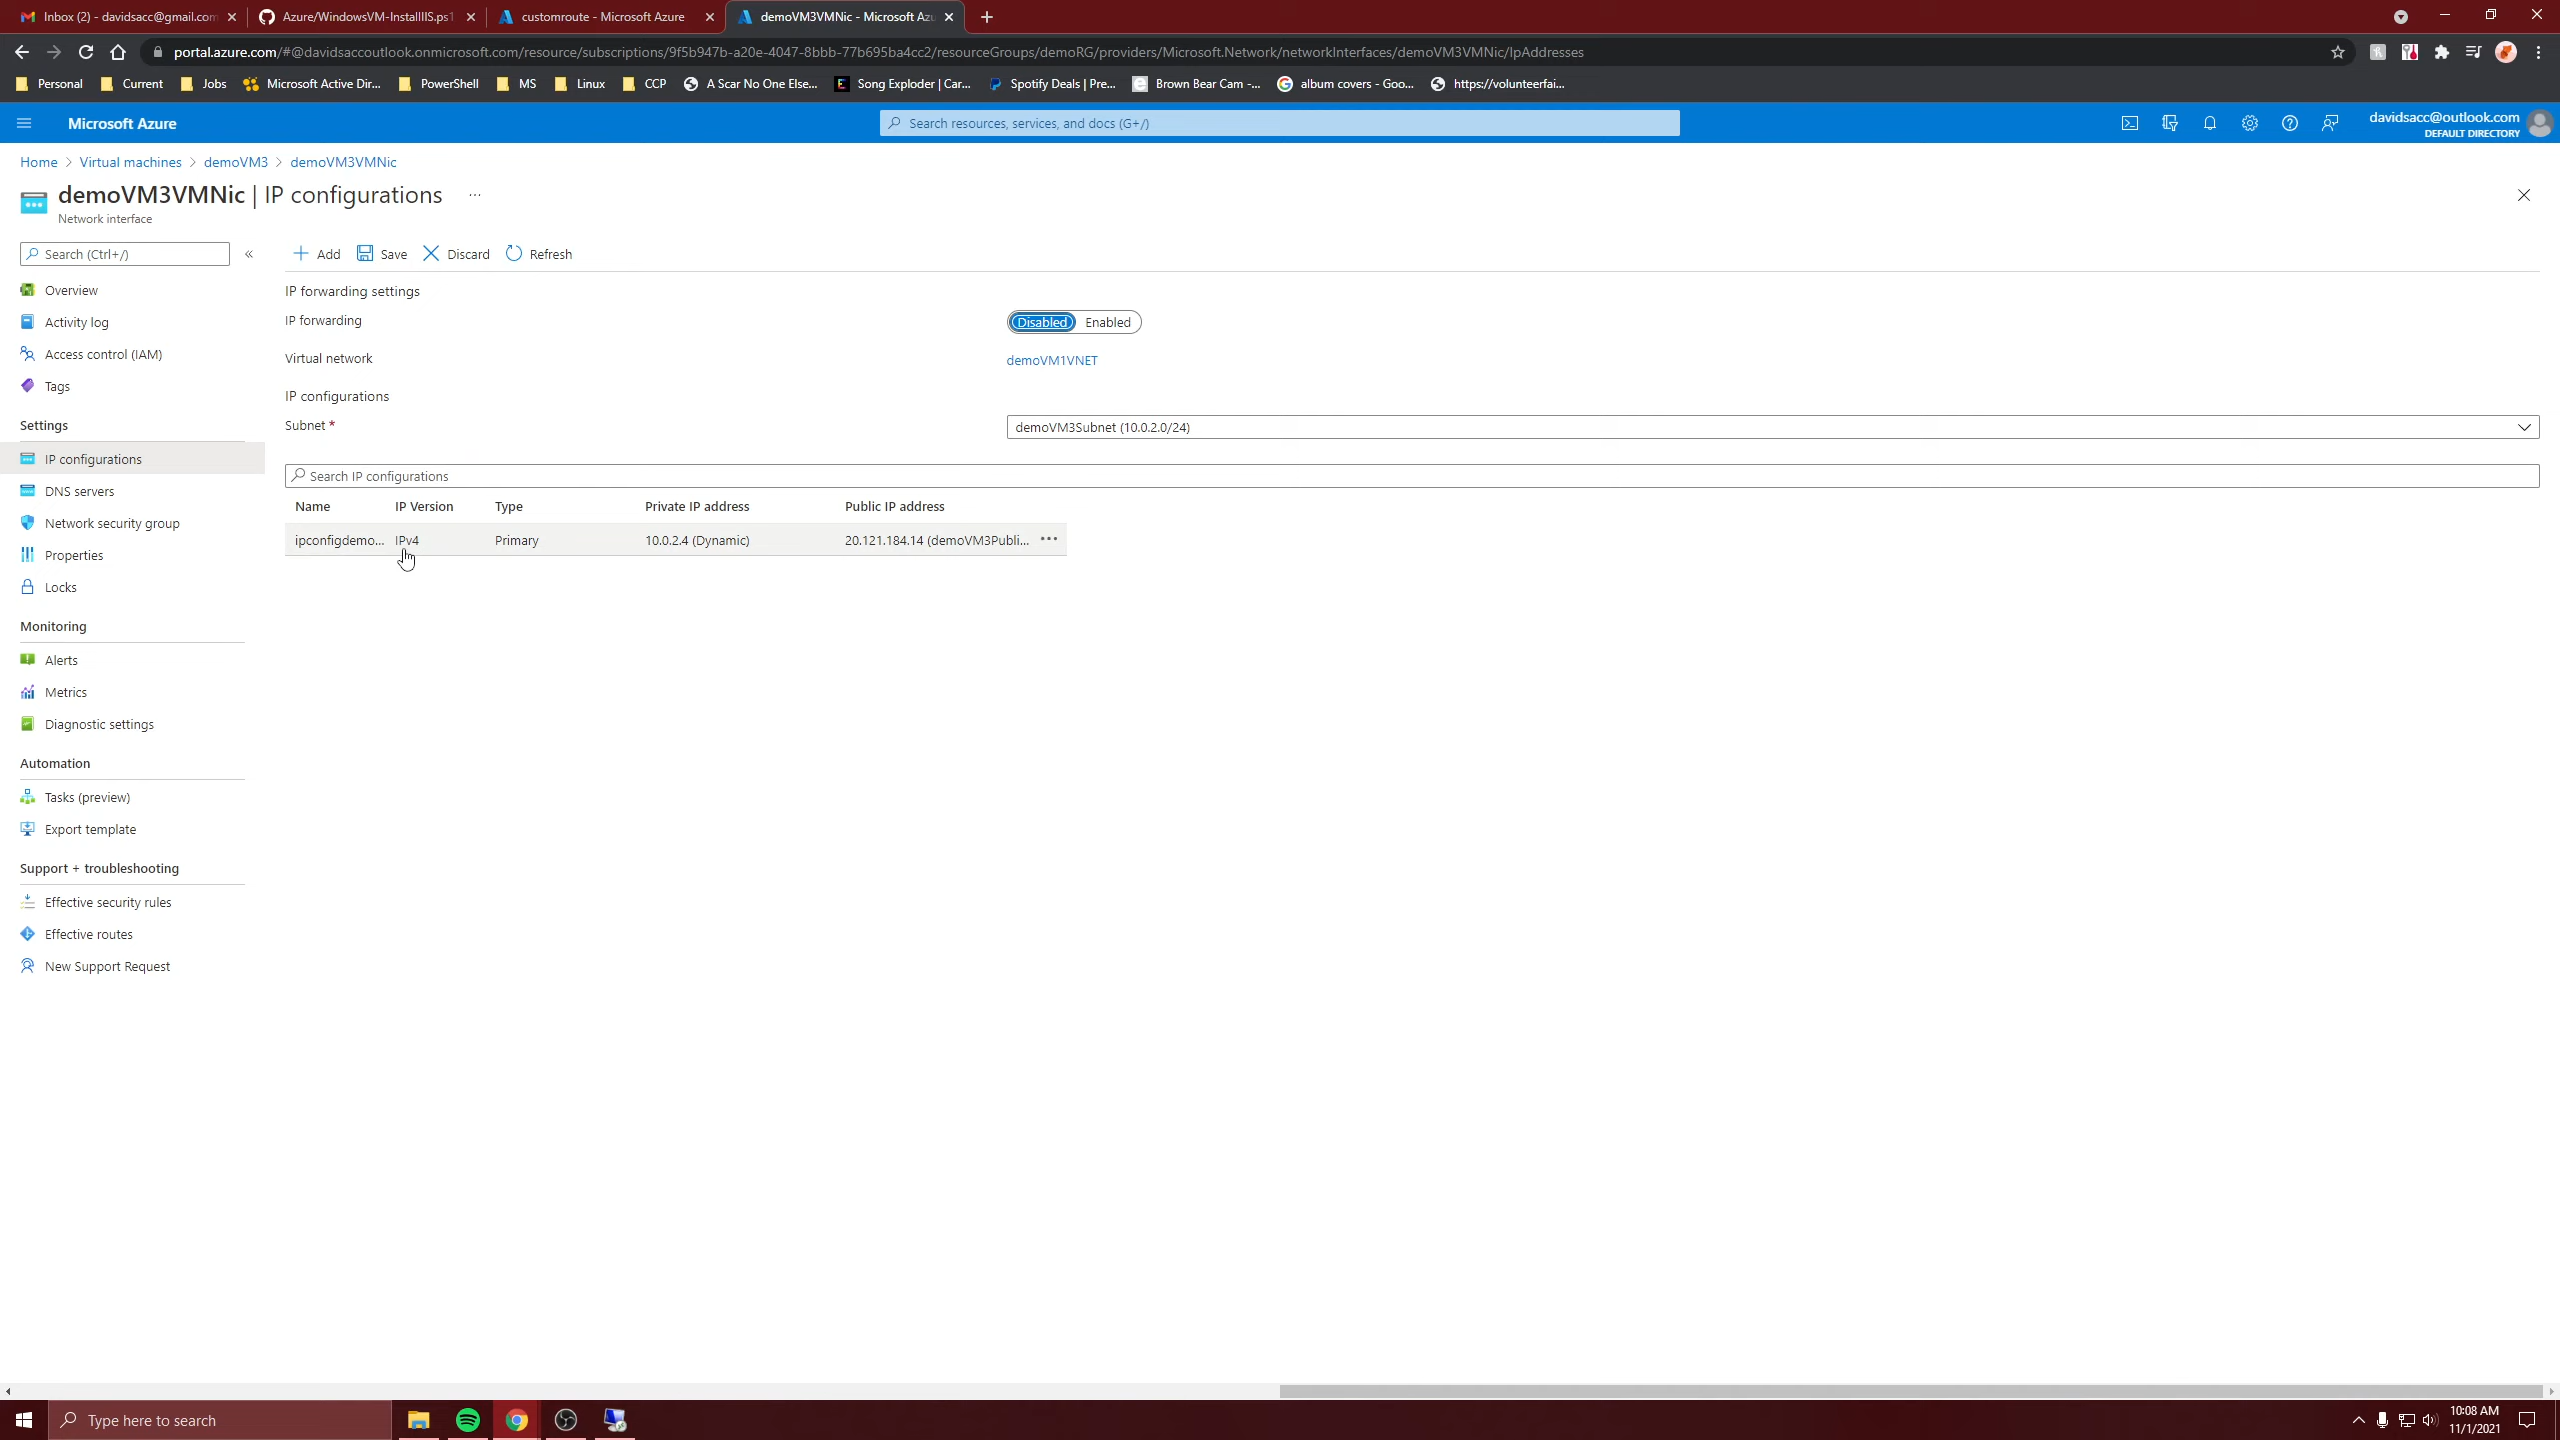 Inbox (2) - davidsacc@gmail.com
Azure/WindowsVM-InstallIIS.ps1
customroute - Microsoft Azure
demoVM3VMNic - Microsoft Azu
portal.azure.com/#@davidsaccoutlook.onmicrosoft.com/resource/subscriptions/9f5b947b-a20e-4047-8bbb-77b695ba4cc2/resourceGroups/demoRG/providers/Microsoft.Network/networkInterfaces/demoVM3VMNic/IpAddresses
Personal
Current
Jobs
Microsoft Active Dir...
PowerShell
MS
Linux
CCP
A Scar No One Else...
Song Exploder | Car...
Spotify Deals | Pre...
Brown Bear Cam -...
album covers - Goo...
https://volunteerfai...
Microsoft Azure
Search resources, services, and docs (G+/)
davidsacc@outlook.com
DEFAULT DIRECTORY
Home > Virtual machines > demoVM3 > demoVM3VMNic
demoVM3VMNic | IP configurations ...
Network interface
Search (Ctrl+/)
«
Overview
Activity log
Access control (IAM)
Tags
Settings
IP configurations
DNS servers
Network security group
Properties
Locks
Monitoring
Alerts
Metrics
Diagnostic settings
Automation
Tasks (preview)
Export template
Support + troubleshooting
Effective security rules
Effective routes
New Support Request
Add Save Discard Refresh
IP forwarding settings
IP forwarding Disabled Enabled
Virtual network demoVM1VNET
IP configurations
Subnet * demoVM3Subnet (10.0.2.0/24)
Search IP configurations
Name IP Version Type Private IP address Public IP address
ipconfigdemo... IPv4 Primary 10.0.2.4 (Dynamic) 20.121.184.14 (demoVM3Publi... ...
Type here to search
10:08 AM
11/1/2021